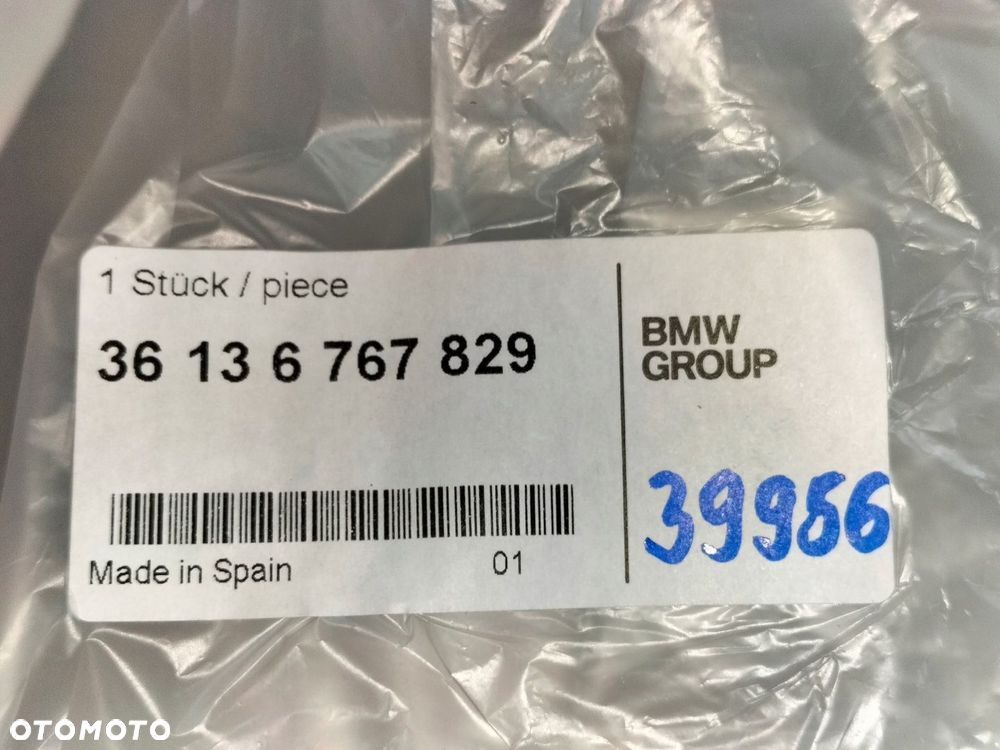 1 Stück / piece
36 13 6 767 829
BMW
GROUP
39986
Made in Spain
01
OTOMOTO